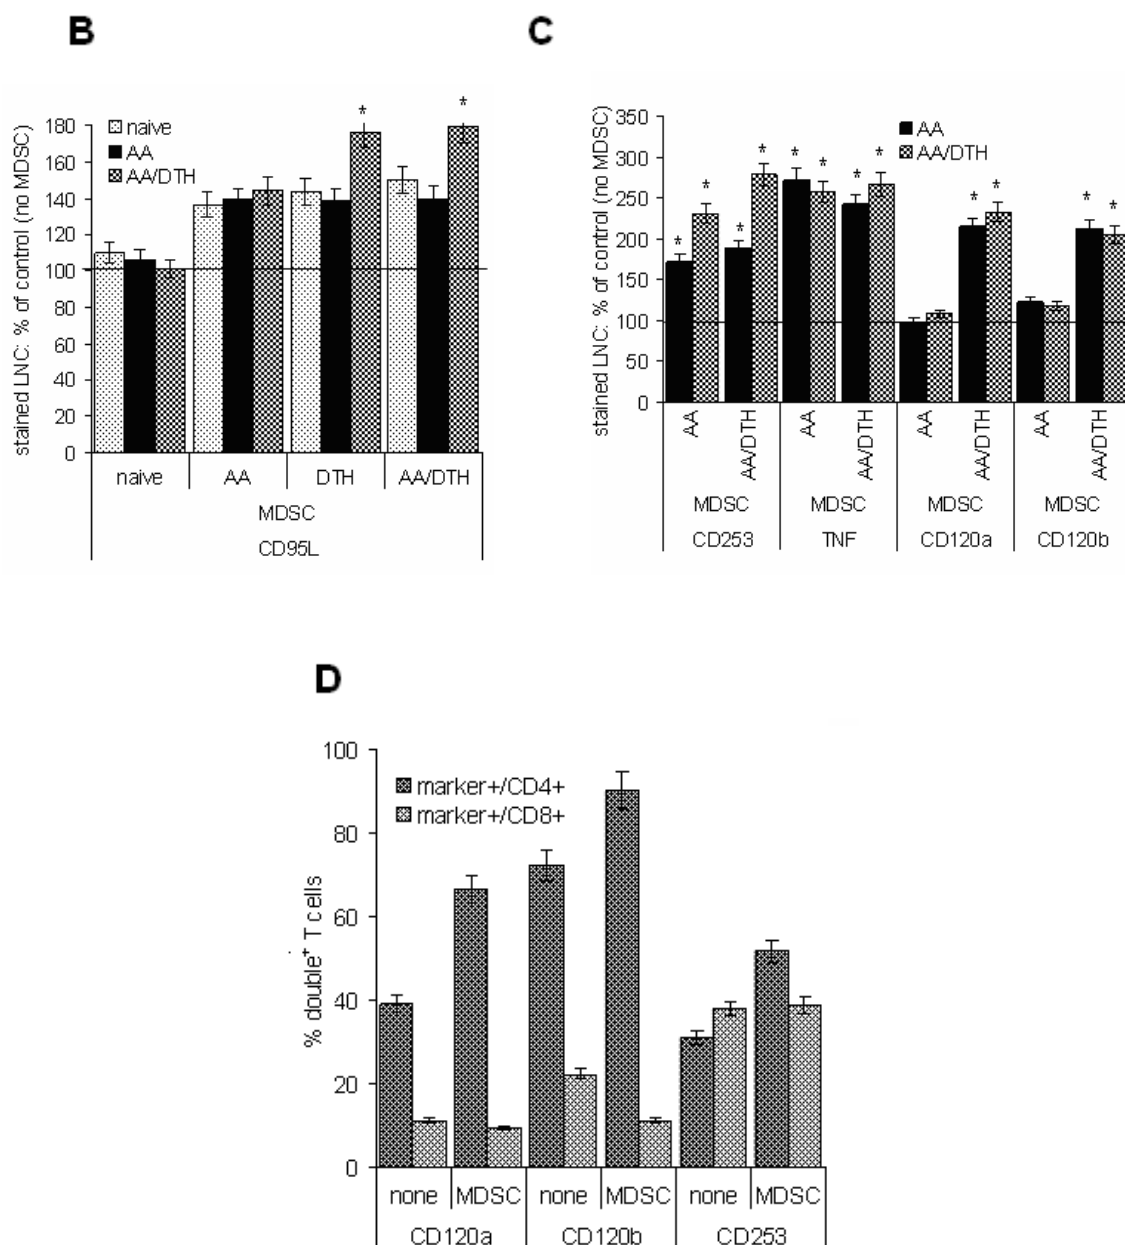 B
stained LNC: % of control (no MDSC)
180
160
140
120
100
80
60
40
20
0
naive
AA
AA/DTH
* *
naive AA DTH AA/DTH
MDSC
CD95L
C
stained LNC: % of control (no MDSC)
350
300
250
200
150
100
50
0
AA
AA/DTH
* * * * * * * * * * * *
AA AA/DTH AA AA/DTH AA AA/DTH AA AA/DTH
MDSC MDSC MDSC MDSC
CD253 TNF CD120a CD120b
D
% double+ T cells
100
80
60
40
20
0
marker+/CD4+
marker+/CD8+
none MDSC none MDSC none MDSC
CD120a CD120b CD253